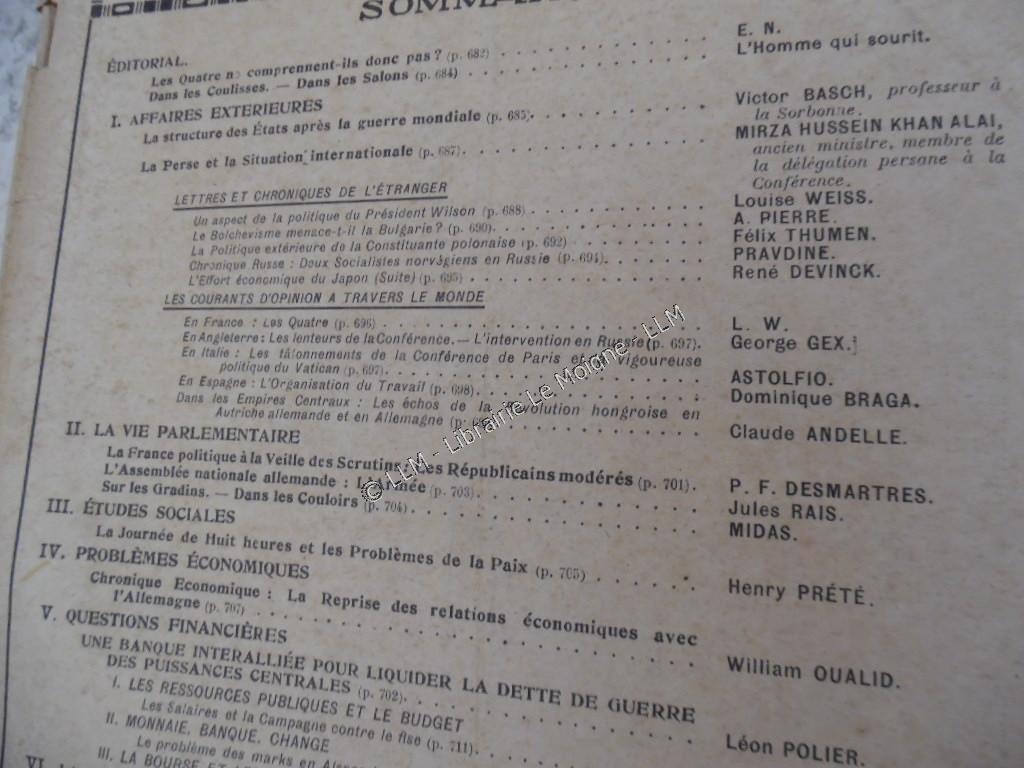 SOMMAI
ÉDITORIAL.
Les Quatre ne comprennent-ils donc pas ? (p. 682) E. N.
Dans les Coulisses. — Dans les Salons (p. 684) L'Homme qui sourit.
I. AFFAIRES EXTERIEURES
La structure des États après la guerre mondiale (p. 685). Victor BASCH, professeur à
la Sorbonne.
La Perse et la Situation internationale (p. 687). MIRZA HUSSEIN KHAN ALAI,
ancien ministre, membre de
la délégation persane à la
Conférence.
LETTRES ET CHRONIQUES DE L'ÉTRANGER
Un aspect de la politique du Président Wilson (p. 688) Louise WEISS.
Le Bolchevisme menace-t-il la Bulgarie ? (p. 690). A. PIERRE.
La Politique extérieure de la Constituante polonaise (p. 692) Félix THUMEN.
Chronique Russe : Deux Socialistes norvégiens en Russie (p. 694). PRAVDINE.
L'Effort économique du Japon (Suite) (p. 695) René DEVINCK.
LES COURANTS D'OPINION A TRAVERS LE MONDE
En France : Les Quatre (p. 696) L. W.
En Angleterre : Les lenteurs de la Conférence. — L'intervention en Russie (p. 697). George GEX.
En Italie : Les tâtonnements de la Conférence de Paris et vigoureuse
politique du Vatican (p. 697). ASTOLFIO.
En Espagne : L'Organisation du Travail (p. 698) Dominique BRAGA.
Dans les Empires Centraux : Les échos de la Révolution hongroise en
Autriche allemande et en Allemagne (p. Claude ANDELLE.
II. LA VIE PARLEMENTAIRE
La France politique à la Veille des Scrutins : Les Républicains modérés (p. 701). P. F. DESMARTRES.
L'Assemblée nationale allemande : L'Armée (p. 703). Jules RAIS.
Sur les Gradins. — Dans les Couloirs (p. 704) MIDAS.
III. ÉTUDES SOCIALES
La Journée de Huit heures et les Problèmes de la Paix (p. 705) Henry PRÉTÉ.
IV. PROBLÈMES ÉCONOMIQUES
Chronique Economique : La Reprise des relations économiques avec
l'Allemagne (p. 707) William OUALID.
V. QUESTIONS FINANCIÈRES
UNE BANQUE INTERALLIÉE POUR LIQUIDER LA DETTE DE GUERRE
DES PUISSANCES CENTRALES (p. 702). Léon POLIER.
I. LES RESSOURCES PUBLIQUES ET LE BUDGET
Les Salaires et la Campagne contre le fisc (p. 711).
II. MONNAIE, BANQUE, CHANGE
Le problème des marks en
III. LA BOURSE ET
VI.
© LLM - Librairie Le Moigne - LLM